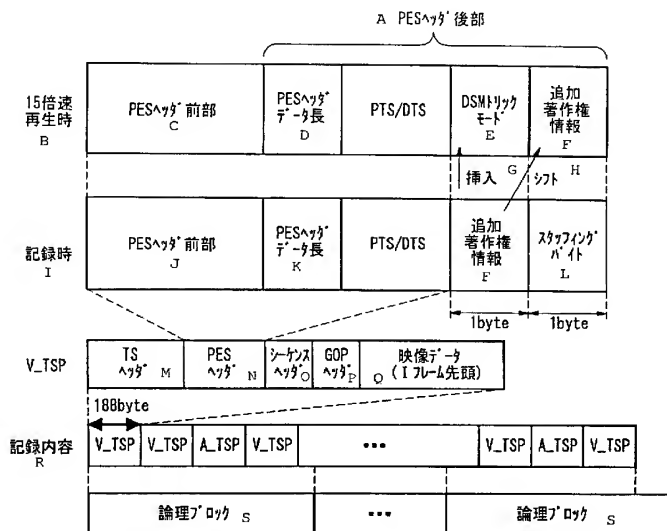 A PESヘッダ後部
15倍速
再生時
B
PESヘッダ前部
C
PESヘッダ
データ長
D
PTS/DTS
DSMトリック
モード
E
追加
著作権
情報
F
挿入 G
シフト H
記録時
I
PESヘッダ前部
J
PESヘッダ
データ長
K
PTS/DTS
追加
著作権
情報
F
スタッフィング
バイト
L
1byte
1byte
V_TSP
TS
ヘッダ M
PES
ヘッダ N
シーケンス
ヘッダ O
GOP
ヘッダ P
映像データ
Q (Iフレーム先頭)
188byte
記録内容
R
V_TSP V_TSP A_TSP V_TSP ••• V_TSP A_TSP V_TSP
論理ブロック S ••• 論理ブロック S